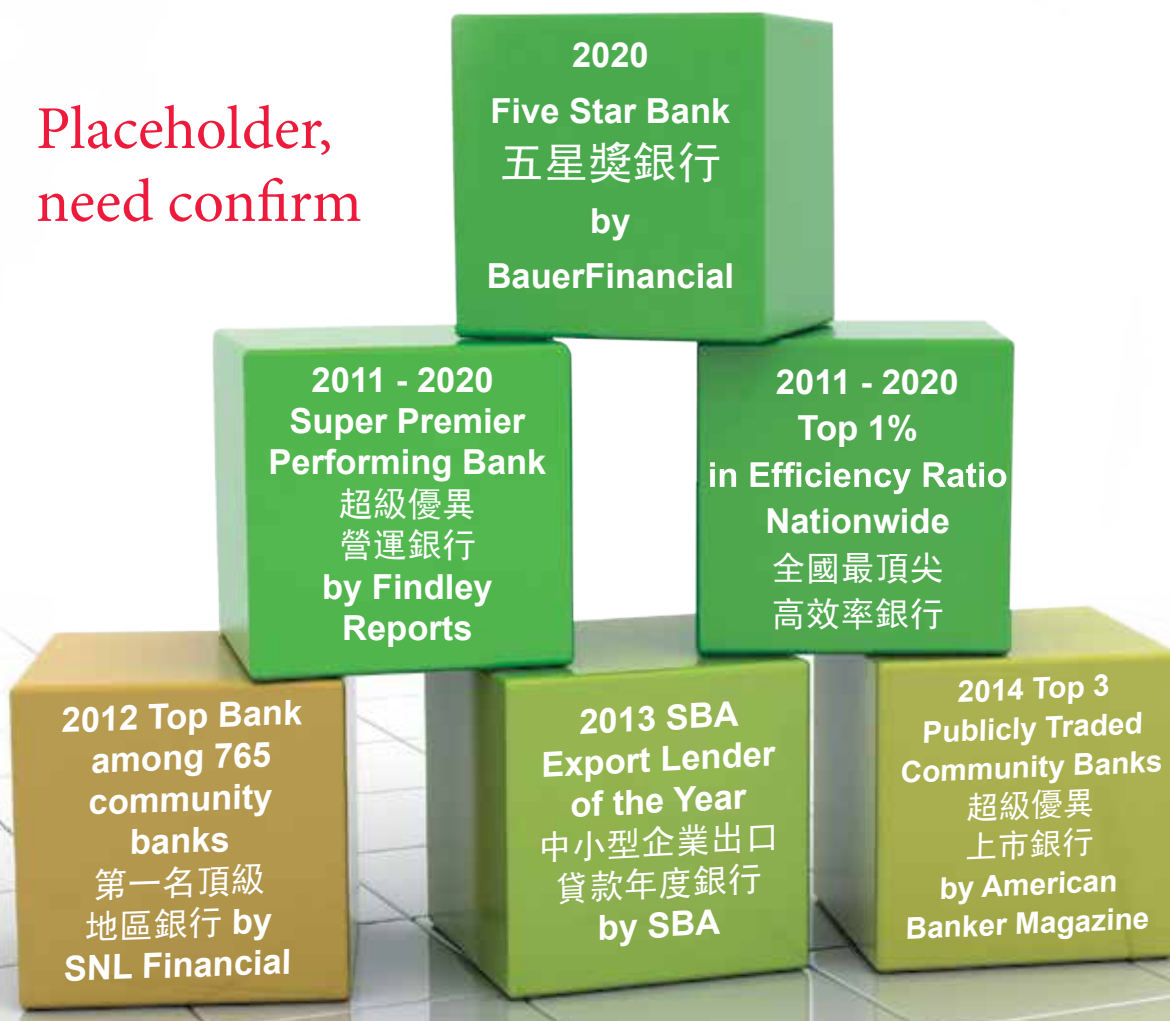 Placeholder,
need confirm
2020
Five Star Bank
五星獎銀行
by
BauerFinancial
2011 - 2020
Super Premier
Performing Bank
超級優異
營運銀行
by Findley
Reports
2011 - 2020
Top 1%
in Efficiency Ratio
Nationwide
全國最頂尖
高效率銀行
2012 Top Bank
among 765
community
banks
第一名頂級
地區銀行 by
SNL Financial
2013 SBA
Export Lender
of the Year
中小型企業出口
貸款年度銀行
by SBA
2014 Top 3
Publicly Traded
Community Banks
超級優異
上市銀行
by American
Banker Magazine